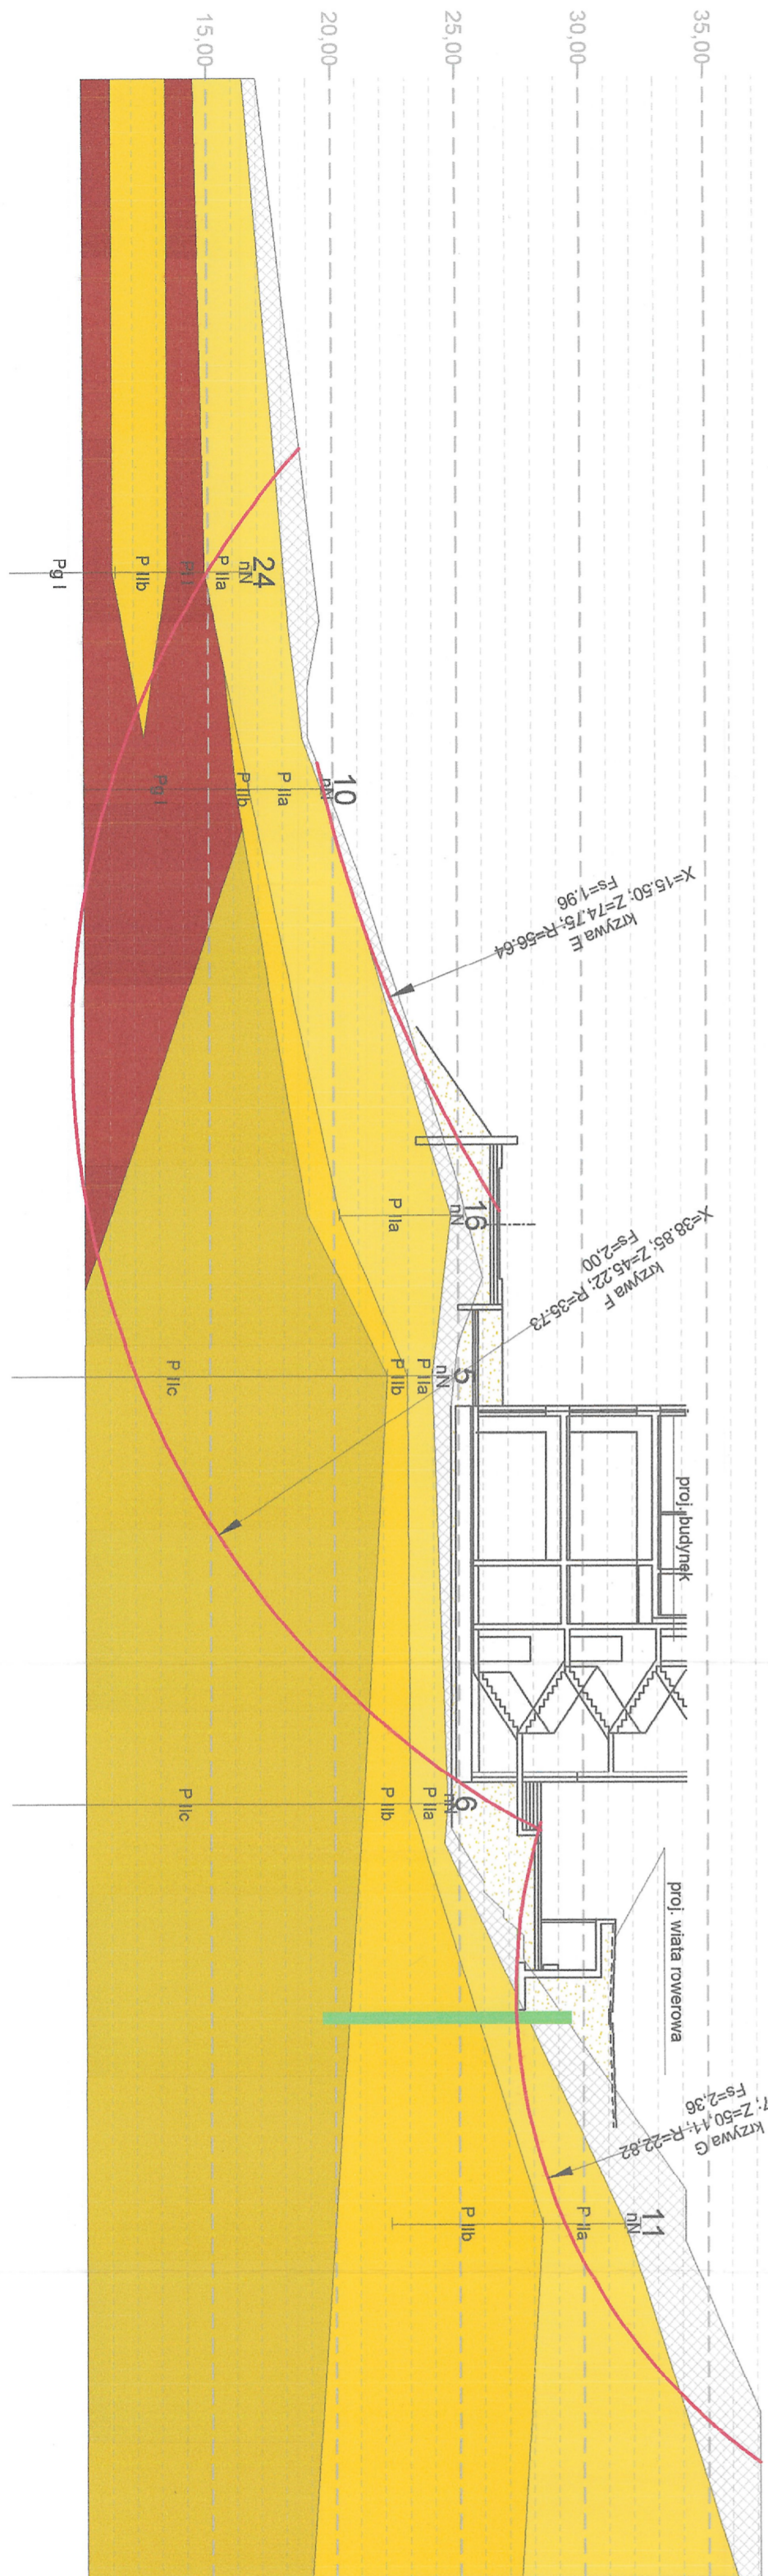 15,00
20,00
25,00
30,00
35,00
24
nN
P IIa
P IIb
Pg I
10
nN
P IIa
P IIb
Pg I
krzywa E
X=15.50; Z=74.75; R=56.64
Fs=1.96
16
nN
P IIa
krzywa F
X=38.85; Z=45.22; R=35.73
Fs=2,00
5
nN
P IIa
P IIb
P IIc
proj. budynek
6
nN
P IIa
P IIb
P IIc
proj. wiata rowerowa
krzywa G
7; Z=50,11; R=22,82
Fs=2,36
11
nN
P IIa
P IIb